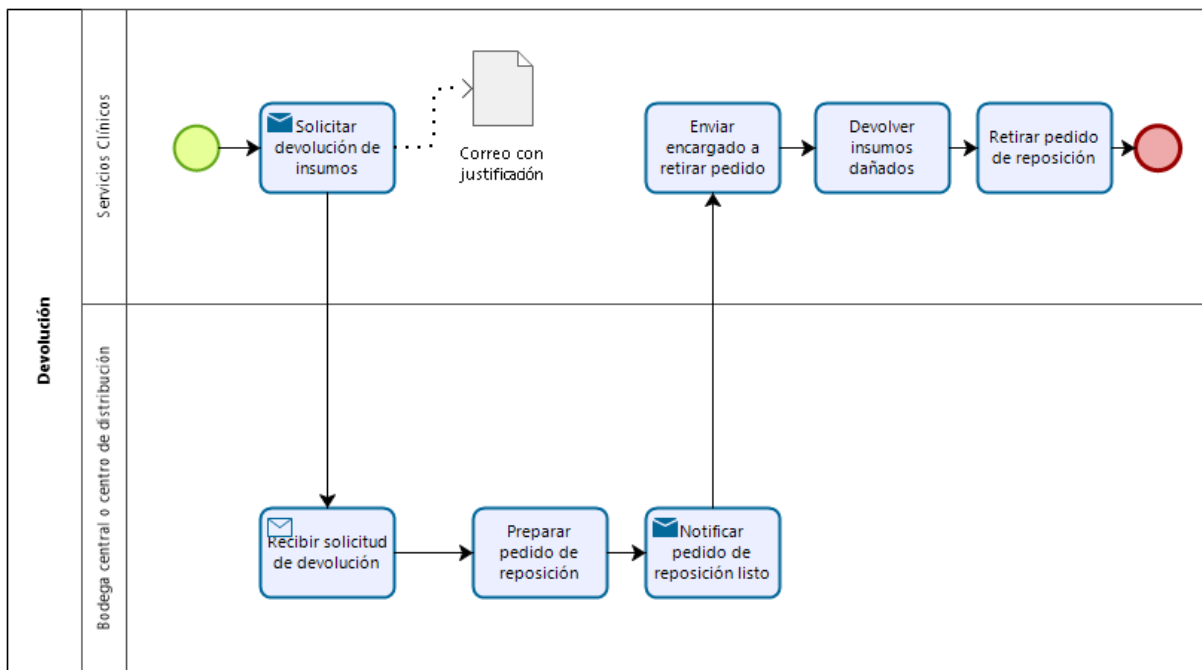 Devolución
Servicios Clínicos
Solicitar
devolución de
insumos
Correo con
justificación
Enviar
encargado a
retirar pedido
Devolver
insumos
dañados
Retirar pedido
de reposición
Bodega central o centro de distribución
Recibir solicitud
de devolución
Preparar
pedido de
reposición
Notificar
pedido de
reposición listo